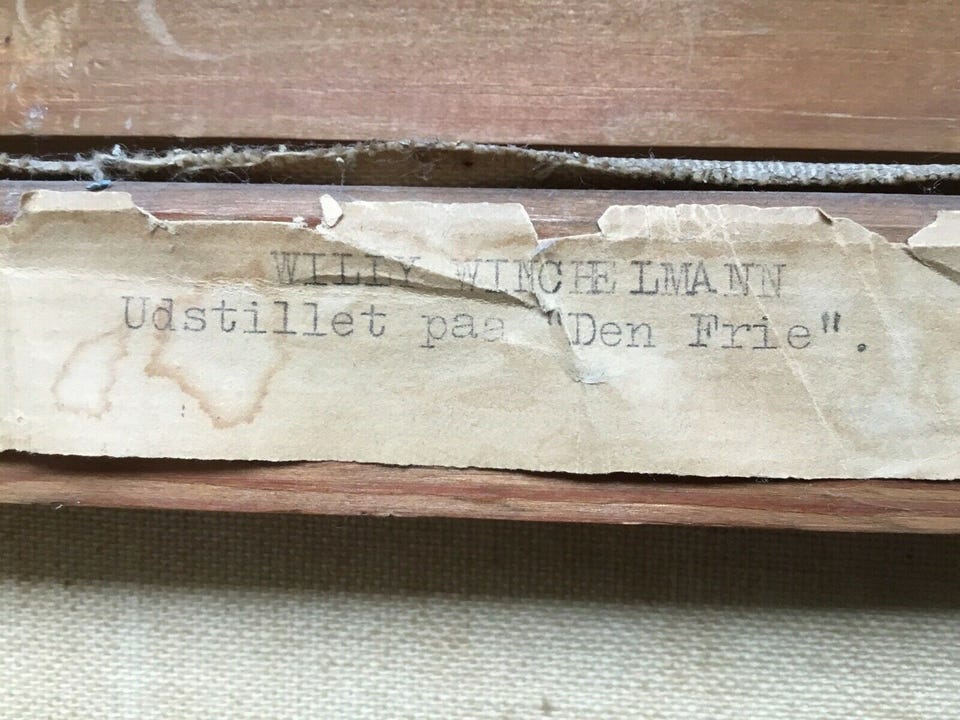 WILLY WINCHELMANN
Udstillet paa "Den Frie".